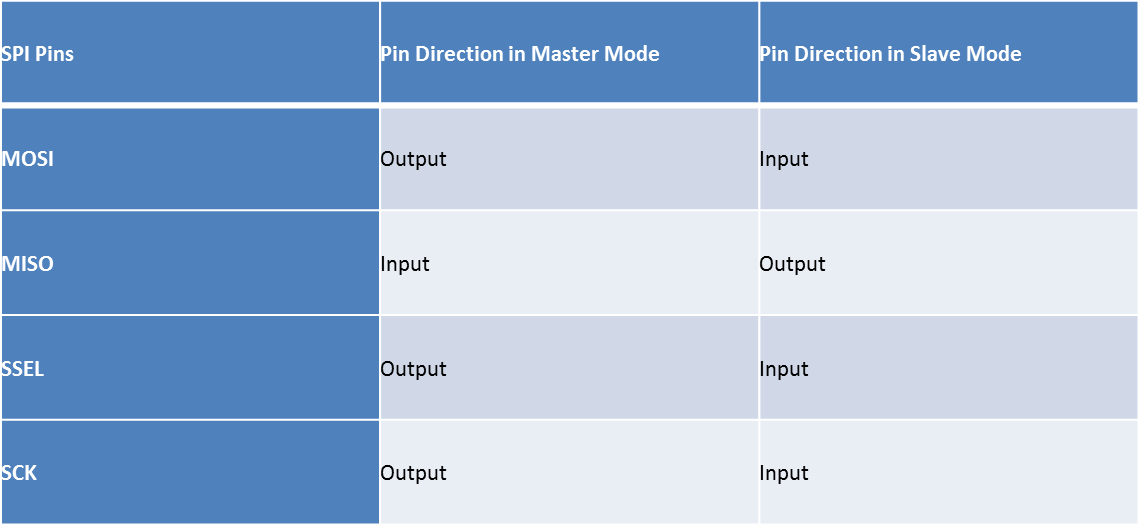 SPI Pins Pin Direction in Master Mode Pin Direction in Slave Mode
MOSI Output Input
MISO Input Output
SSEL Output Input
SCK Output Input